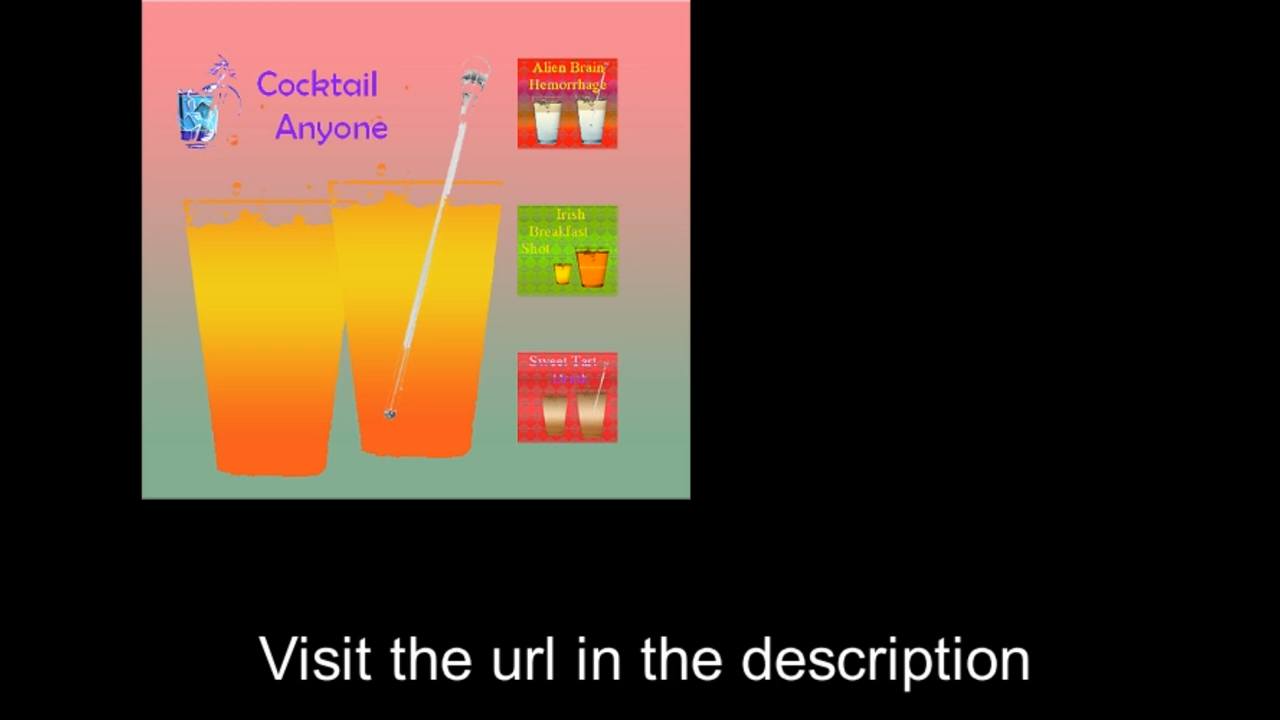 Cocktail
Anyone
Alien Brain
Hemorrhage
Irish
Breakfast
Shot
Sweet Tart
Visit the url in the description